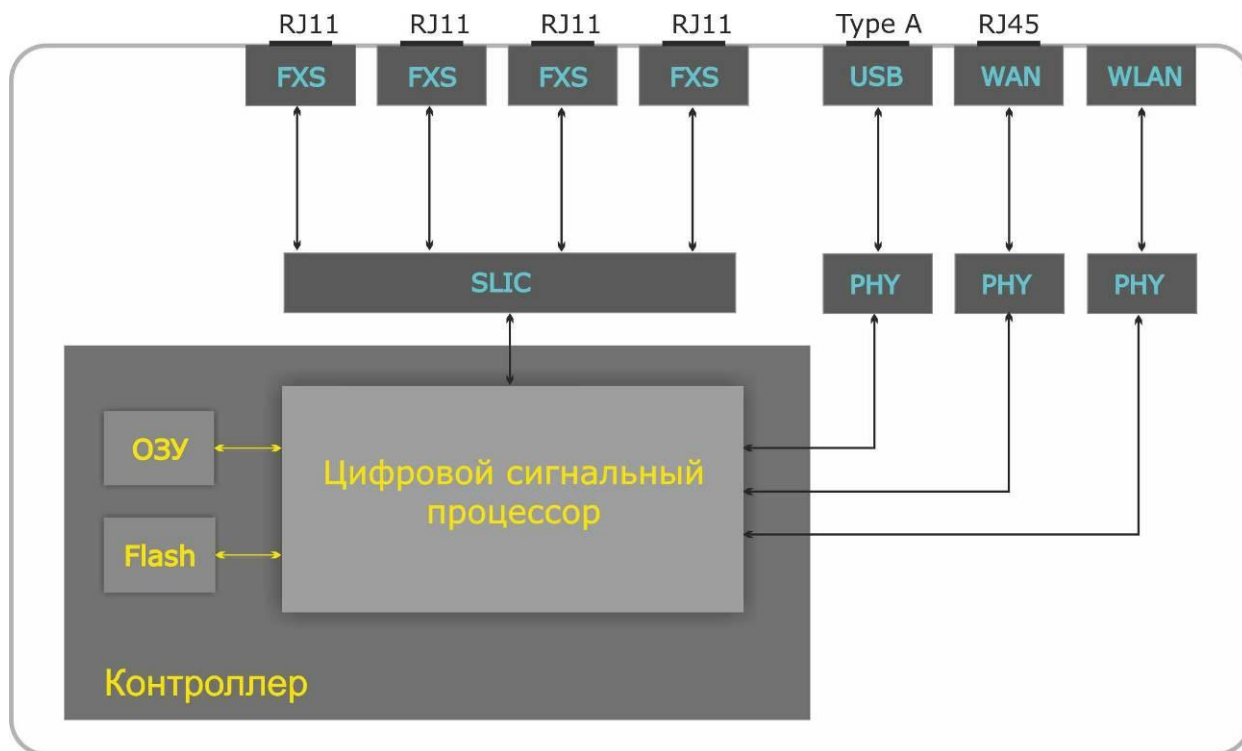 RJ11 RJ11 RJ11 RJ11 Type A RJ45
FXS FXS FXS FXS USB WAN WLAN
SLIC PHY PHY PHY
ОЗУ
Цифровой сигнальный
процессор
Flash
Контроллер